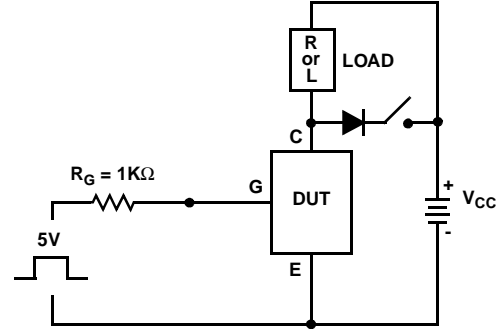 R
or
L
LOAD
C
R_G = 1KΩ
G
DUT
+
V_CC
-
5V
E